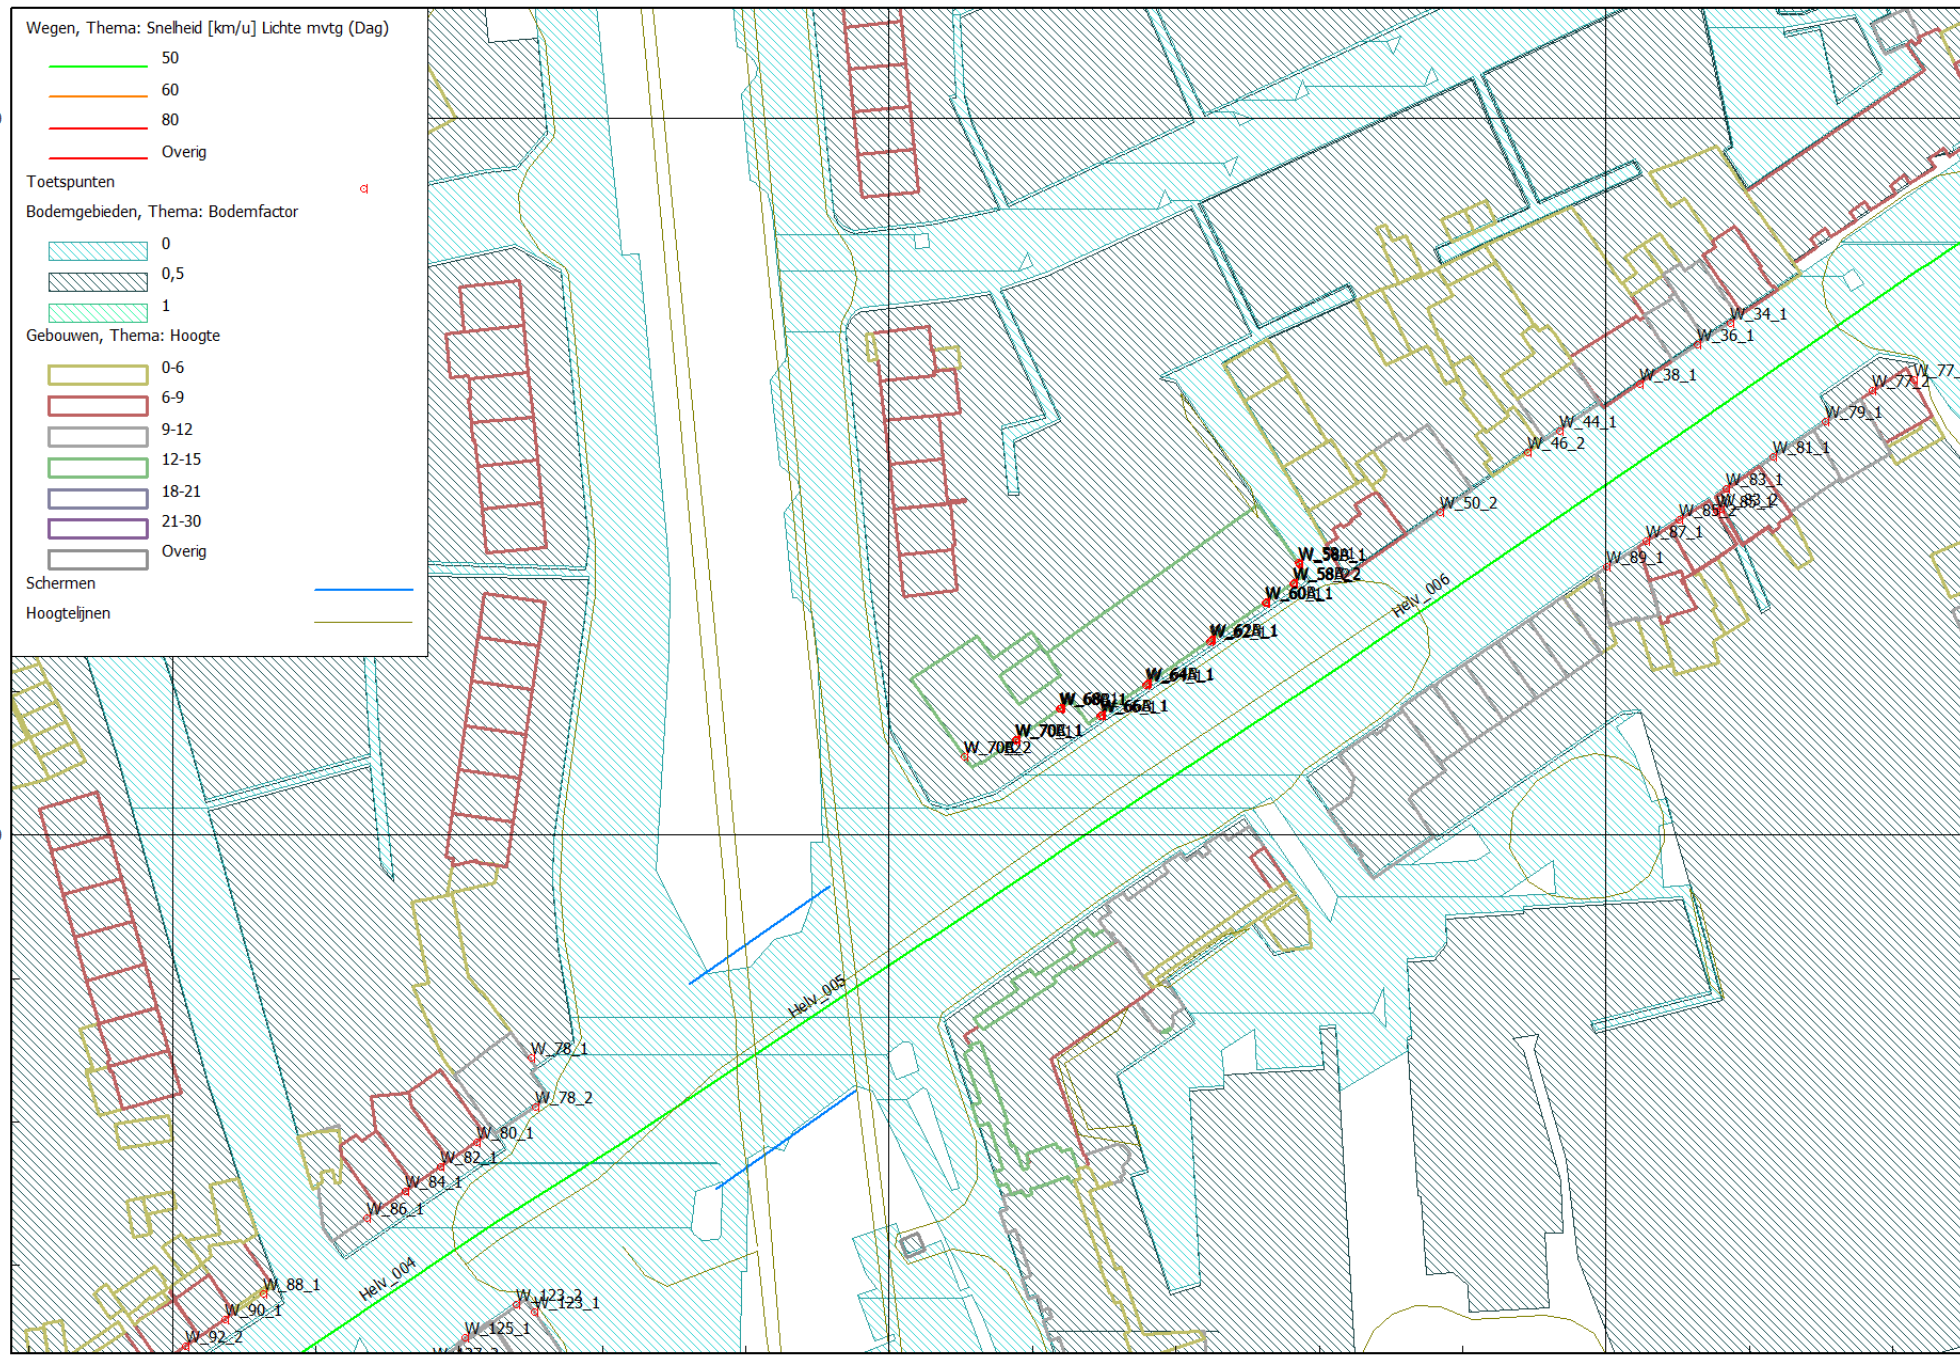 Wegen, Thema: Snelheid [km/u] Lichte mvtg (Dag)
50
60
80
Overig
Toetspunten
Bodemgebieden, Thema: Bodemfactor
0
0,5
1
Gebouwen, Thema: Hoogte
0-6
6-9
9-12
12-15
18-21
21-30
Overig
Schermen
Hoogtelijnen
W_34_1
W_36_1
W_38_1
W_77_2
W_79_1
W_44_1
W_46_2
W_81_1
W_83_1
W_50_2
W_87_1
W_89_1
Helv_006
Helv_005
W_78_1
W_78_2
W_80_1
W_82_1
W_84_1
W_86_1
Helv_004
W_88_1
W_90_1
W_92_2
W_123_2
W_123_1
W_125_1